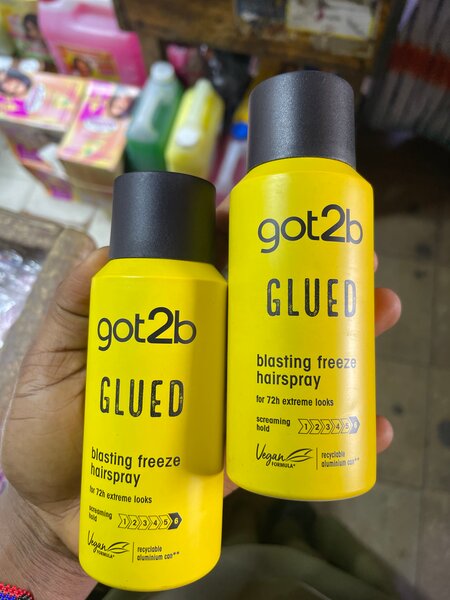 got2b
GLUED
blasting freeze
hairspray
for 72h extreme looks
screaming
hold
1 2 3 4 5 6
Vegan
FORMULA*
recyclable
aluminium can**
got2b
GLUED
blasting freeze
hairspray
for 72h extreme looks
screaming
hold
1 2 3 4 5 6
Vegan
FORMULA*
recyclable
aluminium can**